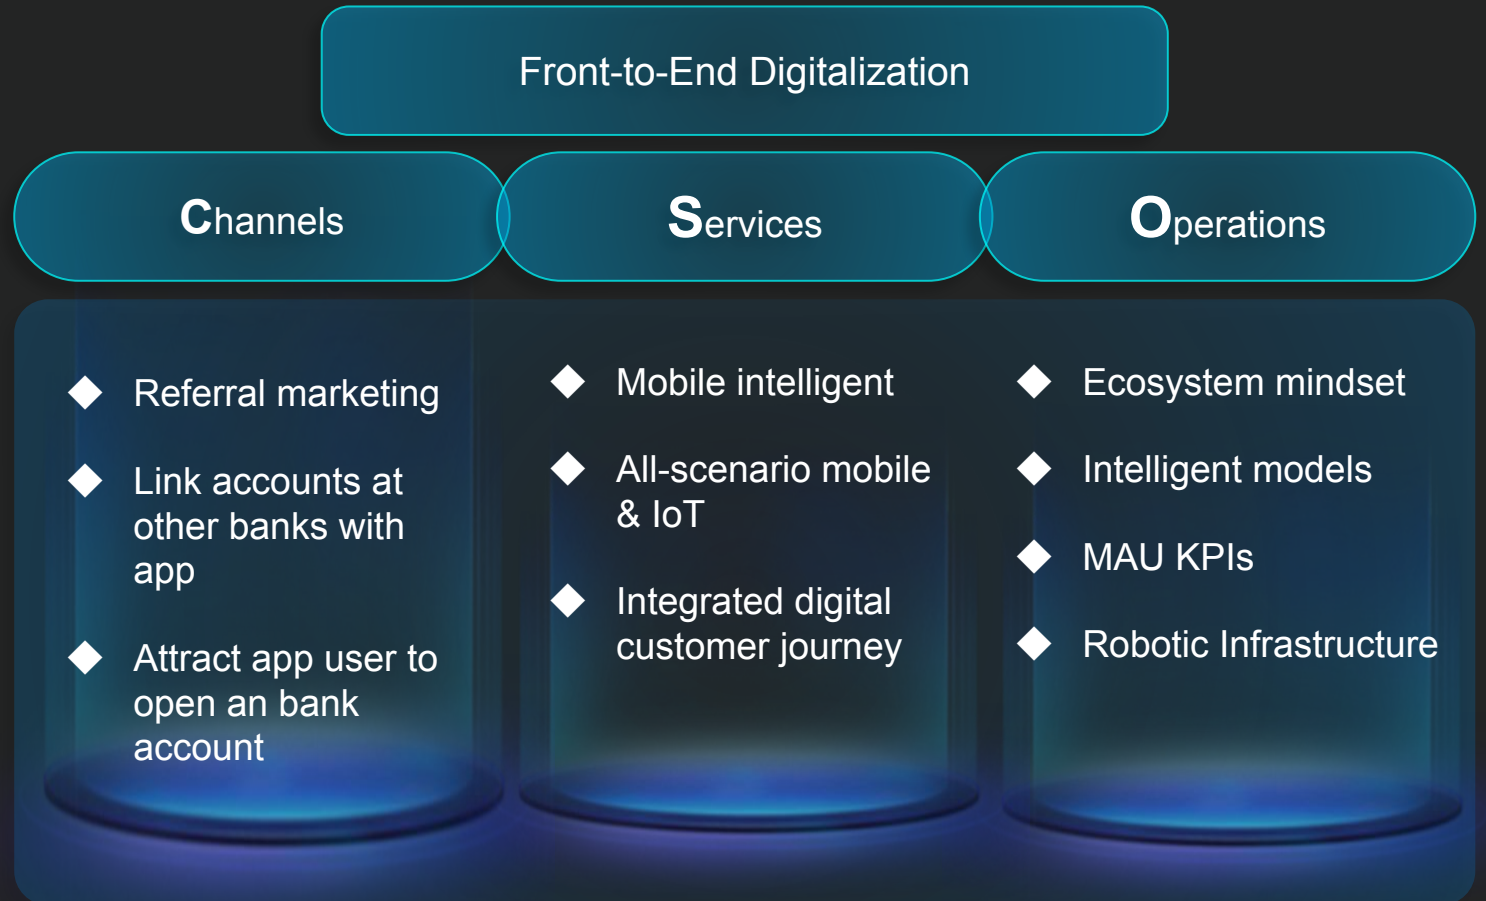 Front-to-End Digitalization
Channels
Services
Operations
Referral marketing
Link accounts at
other banks with
app
Attract app user to
open an bank
account
Mobile intelligent
All-scenario mobile
& IoT
Integrated digital
customer journey
Ecosystem mindset
Intelligent models
MAU KPIs
Robotic Infrastructure